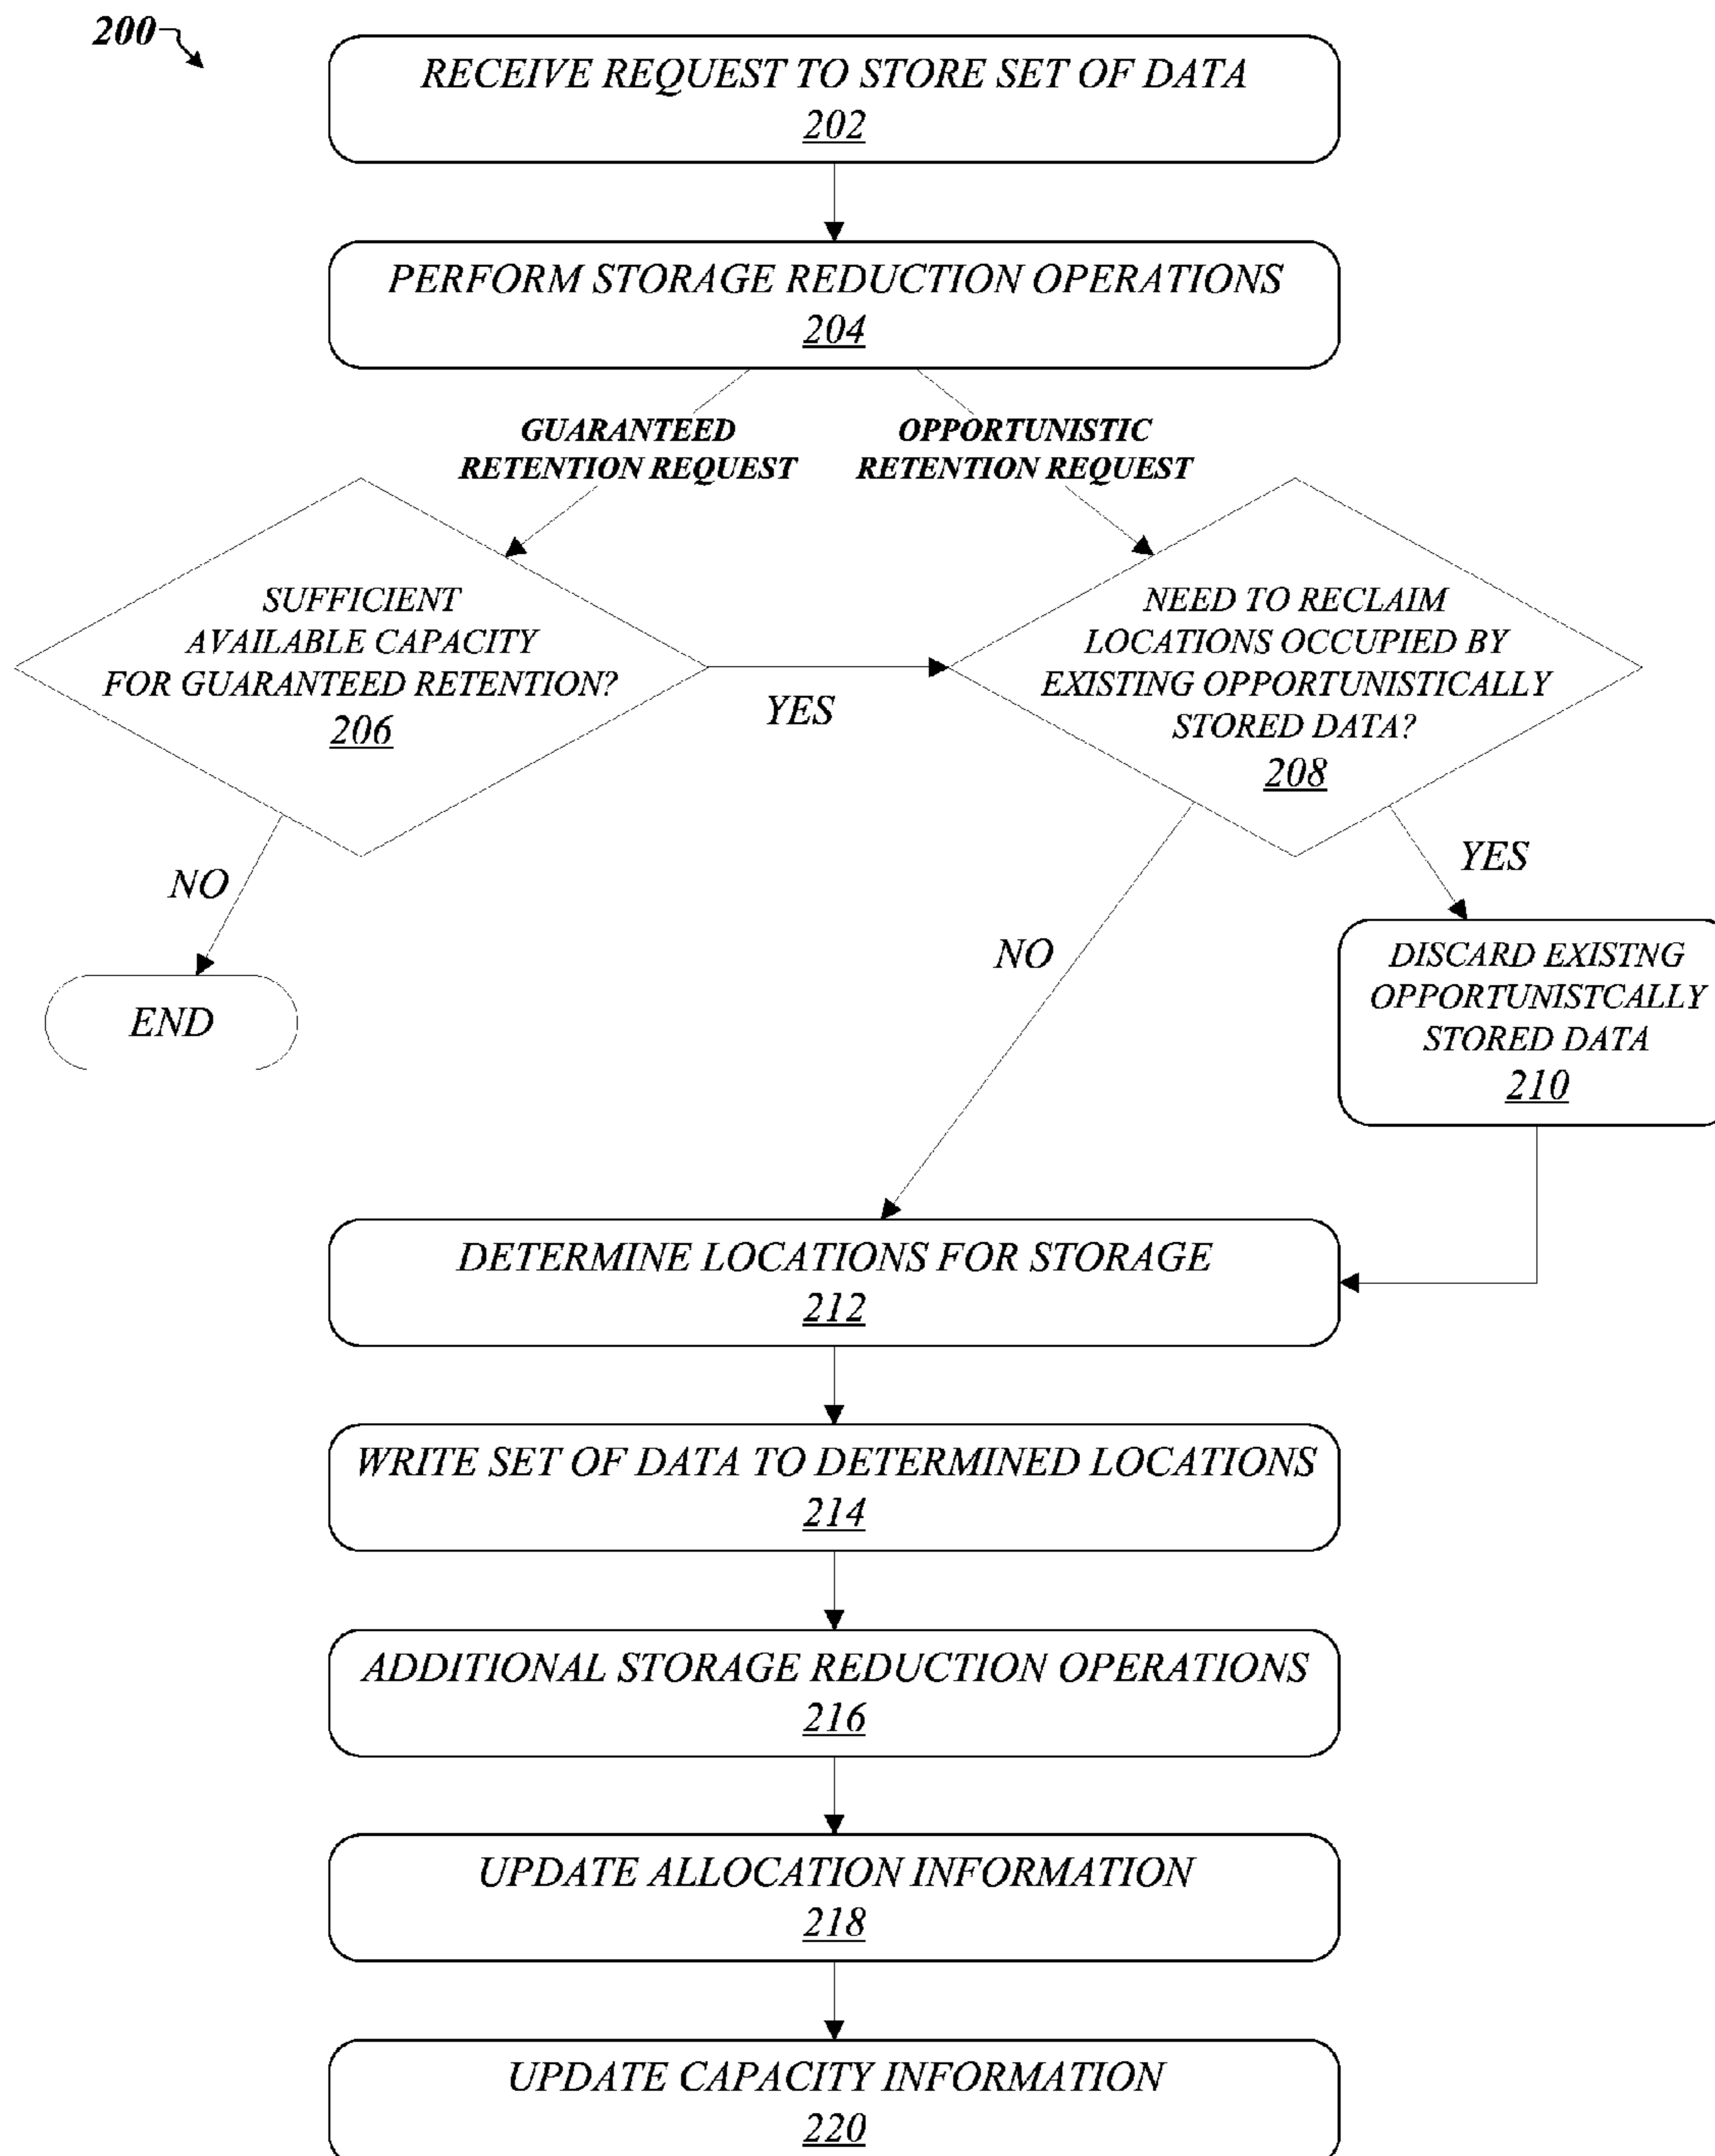 200
RECEIVE REQUEST TO STORE SET OF DATA
202
PERFORM STORAGE REDUCTION OPERATIONS
204
GUARANTEED
RETENTION REQUEST
OPPORTUNISTIC
RETENTION REQUEST
SUFFICIENT
AVAILABLE CAPACITY
FOR GUARANTEED RETENTION?
206
YES
NEED TO RECLAIM
LOCATIONS OCCUPIED BY
EXISTING OPPORTUNISTICALLY
STORED DATA?
208
NO
END
NO
YES
DISCARD EXISTNG
OPPORTUNISTCALLY
STORED DATA
210
DETERMINE LOCATIONS FOR STORAGE
212
WRITE SET OF DATA TO DETERMINED LOCATIONS
214
ADDITIONAL STORAGE REDUCTION OPERATIONS
216
UPDATE ALLOCATION INFORMATION
218
UPDATE CAPACITY INFORMATION
220